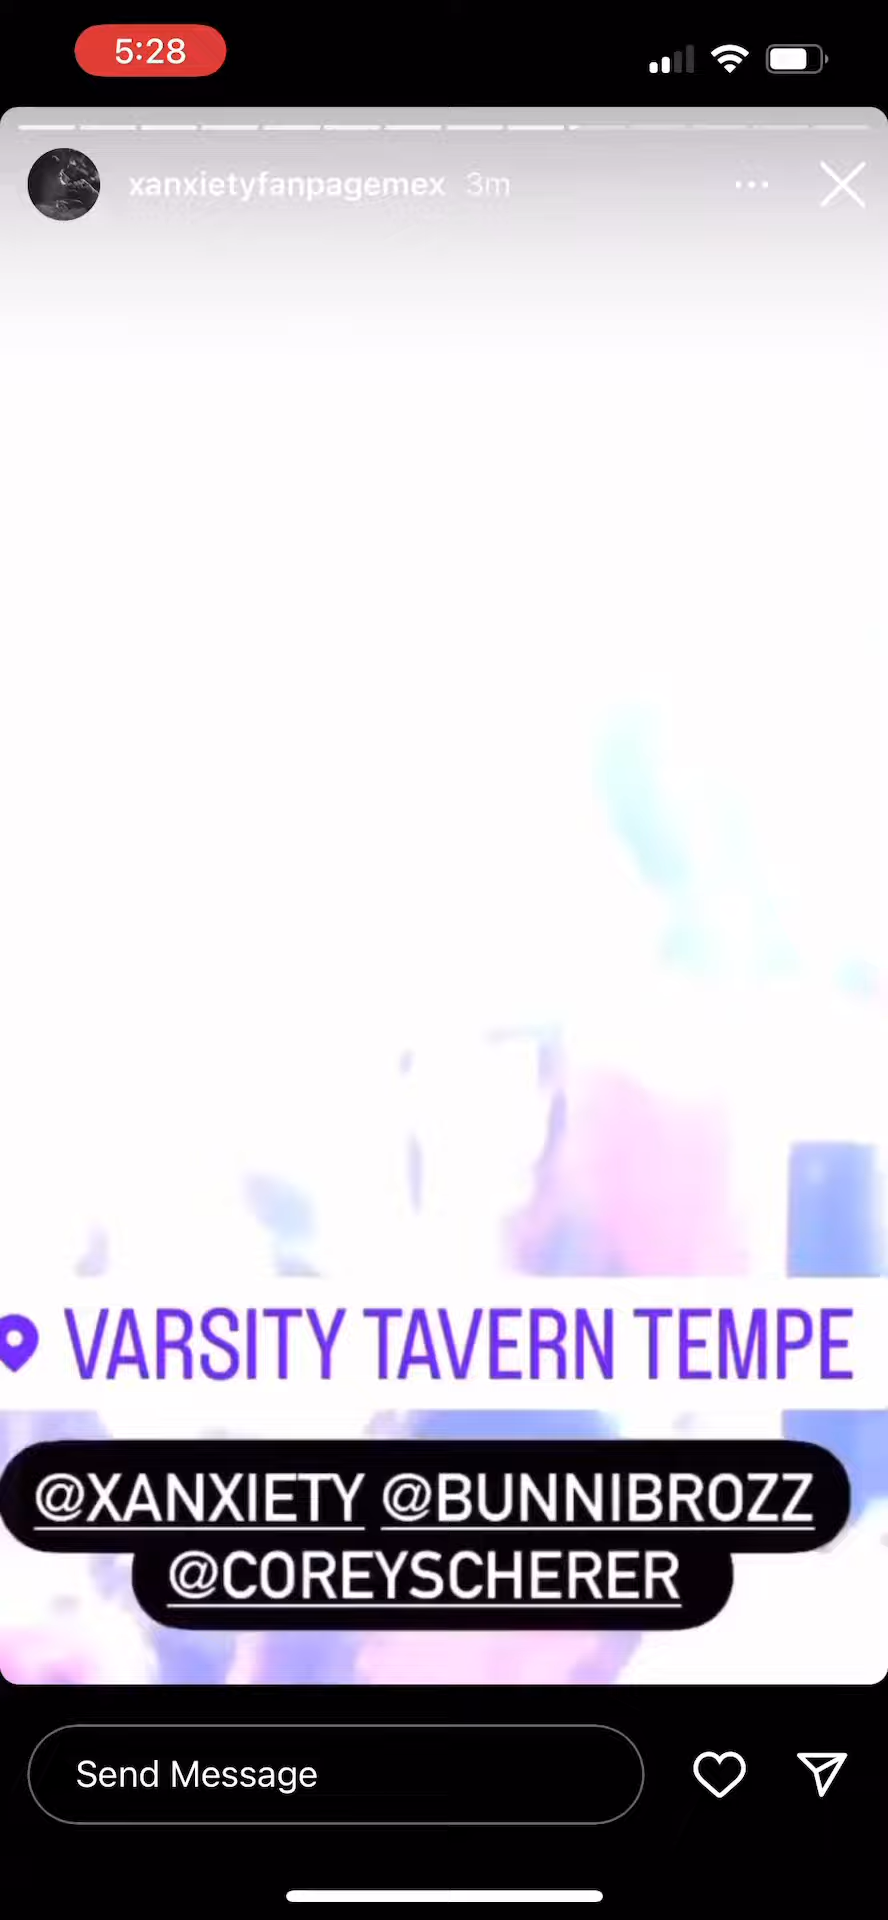 5:28
xanxietyfanpagemex 3m
VARSITY TAVERN TEMPE
@XANXIETY @BUNNIBROZZ
@COREYSCHERER
Send Message